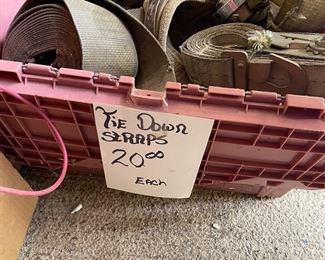 Tie Down
STRAPS
20.00
Each